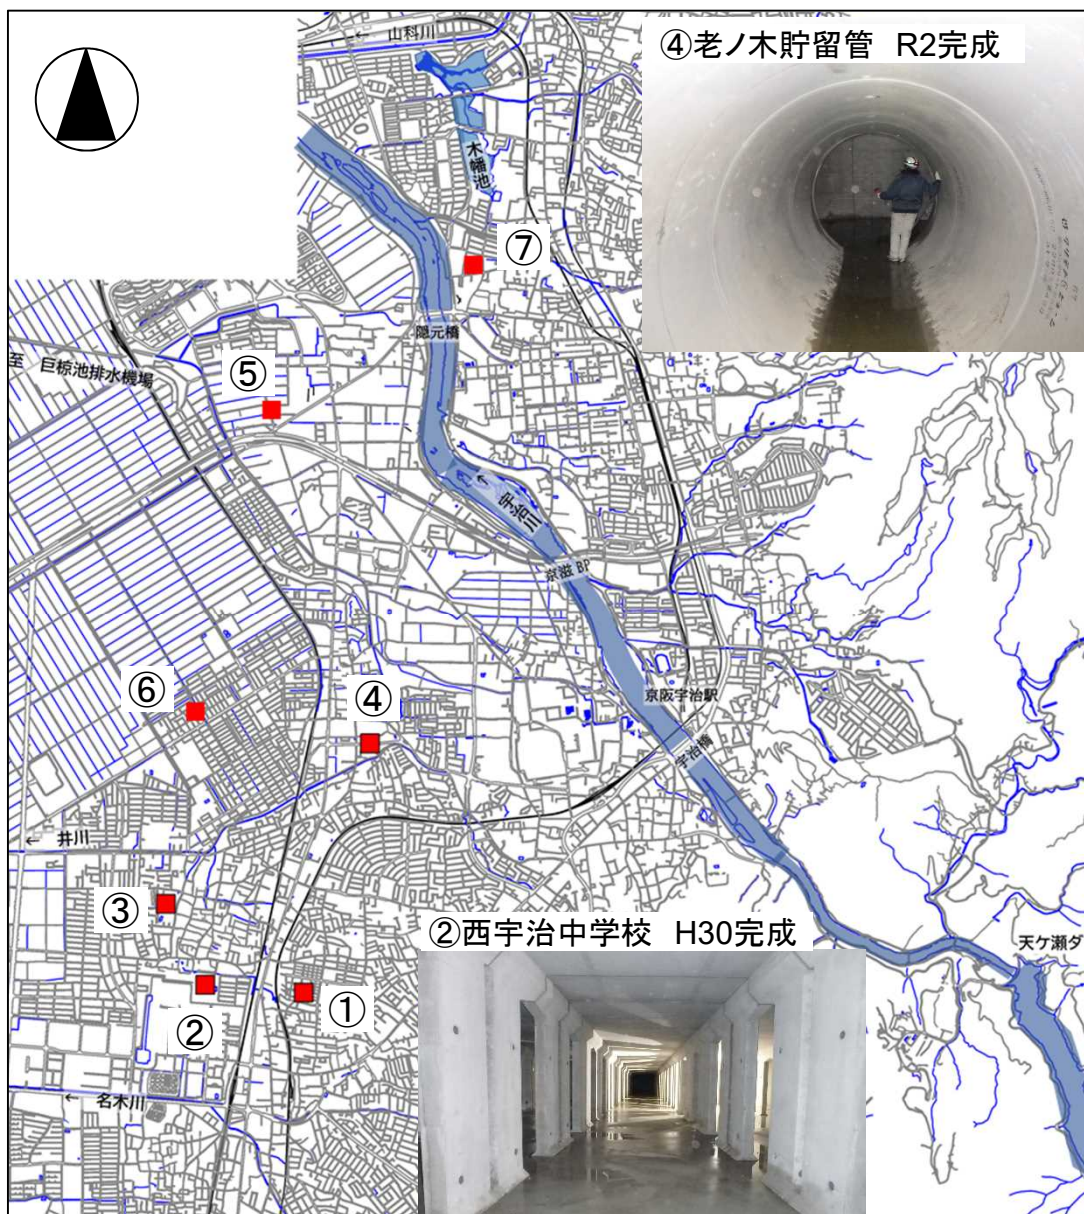 ← 山科川
④老ノ木貯留管 R2完成
木幡池
⑦
隠元橋
至 巨椋池排水機場
⑤
← 宇治川
京滋 BP
⑥
④
京阪宇治駅
宇治橋
← 井川
③
②西宇治中学校 H30完成
天ケ瀬ダ
①
②
← 名木川